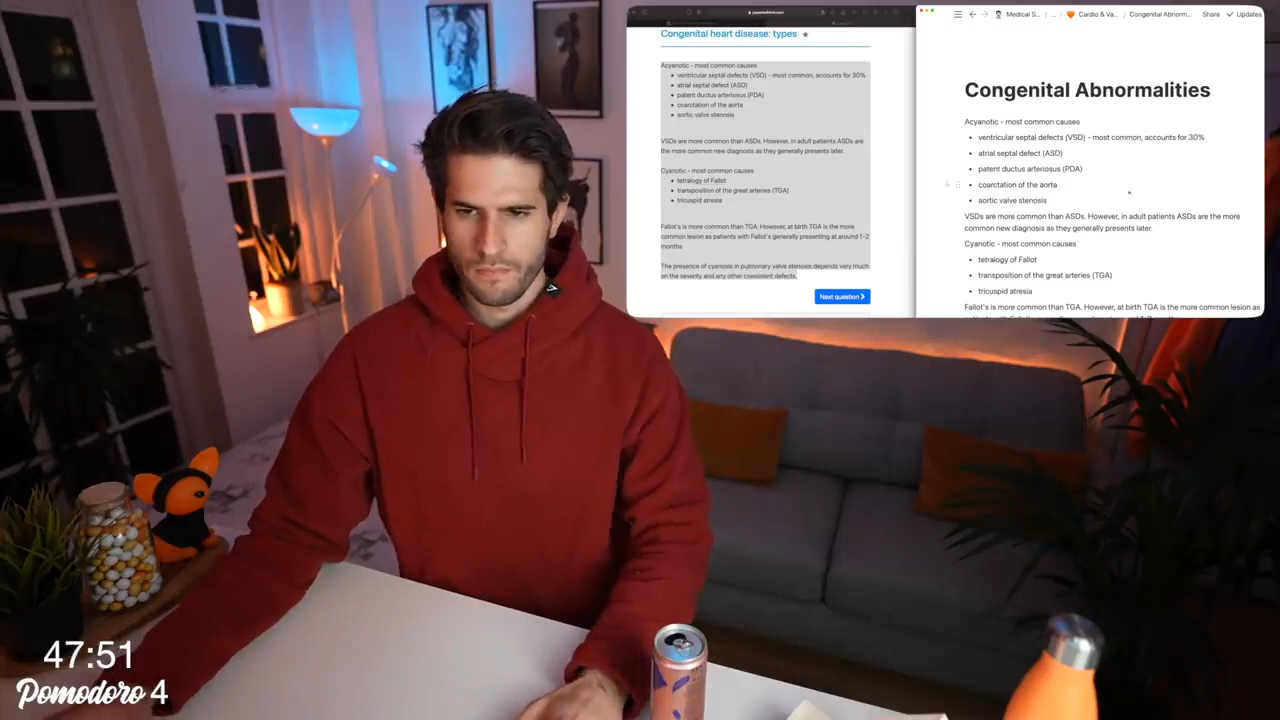 Congenital heart disease: types
Acyanotic - most common causes
ventricular septal defects (VSD) - most common, accounts for 30%
atrial septal defect (ASD)
patent ductus arteriosus (PDA)
coarctation of the aorta
aortic valve stenosis
VSDs are more common than ASDs. However, in adult patients ASDs are
the more common new diagnosis as they generally presents later.
Cyanotic - most common causes
tetralogy of Fallot
transposition of the great arteries (TGA)
tricuspid atresia
Fallot's is more common than TGA. However, at birth TGA is the more
common lesion as patients with Fallot's generally presenting at around 1-2
months
The presence of cyanosis in pulmonary valve stenosis depends very much
on the severity and any other coexistent defects.
Next question
Medical S... / ... / Cardio & Va... / Congenital Abnorm... Share Updates
Congenital Abnormalities
Acyanotic - most common causes
ventricular septal defects (VSD) - most common, accounts for 30%
atrial septal defect (ASD)
patent ductus arteriosus (PDA)
coarctation of the aorta
aortic valve stenosis
VSDs are more common than ASDs. However, in adult patients ASDs are the more
common new diagnosis as they generally presents later.
Cyanotic - most common causes
tetralogy of Fallot
transposition of the great arteries (TGA)
tricuspid atresia
Fallot's is more common than TGA. However, at birth TGA is the more common lesion as
47:51
Pomodoro 4